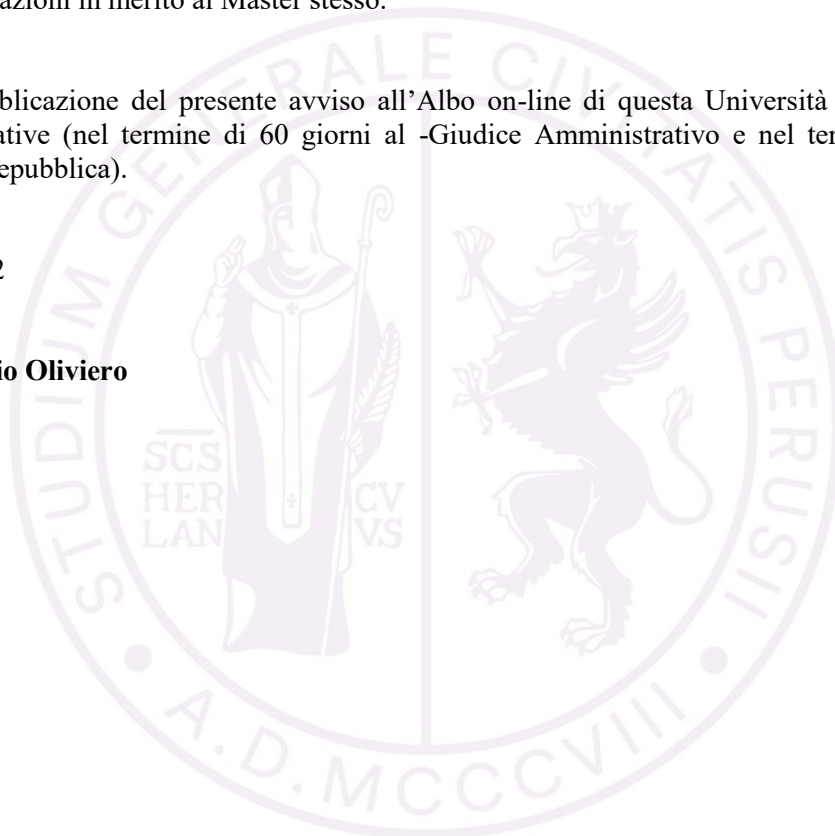 azioni in merito al Master stesso.
blicazione del presente avviso all’Albo on-line di questa Università
ative (nel termine di 60 giorni al -Giudice Amministrativo e nel ter
epubblica).
2
io Oliviero
STUDIUM GENERALE CIVITATIS PERUSII
SCS
HER
LAN
CV
VS
A.D. MCCCVIII